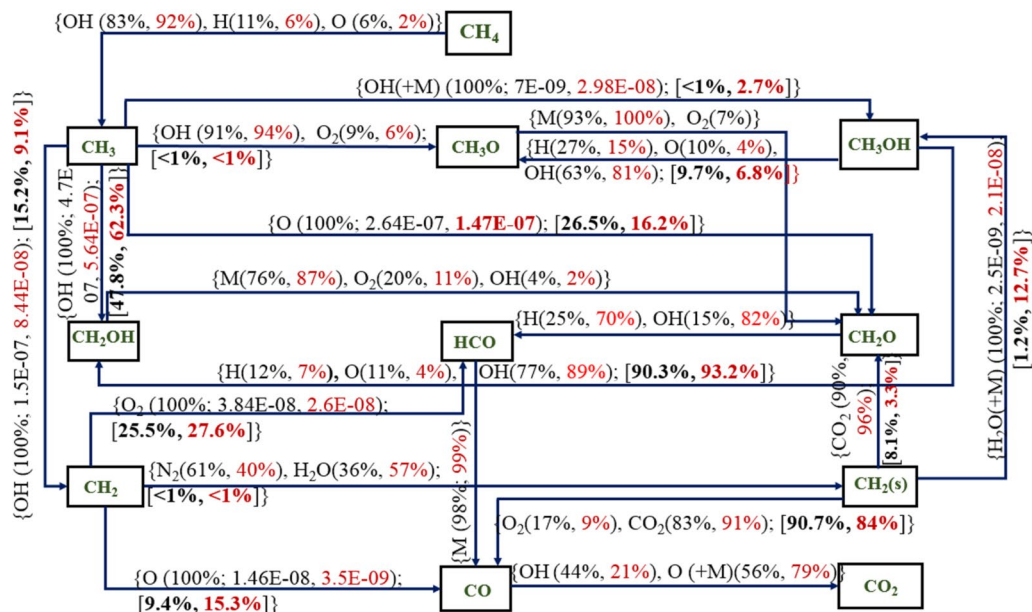 {OH (83%, 92%), H(11%, 6%), O (6%, 2%)}
CH4
{OH(+M) (100%; 7E-09, 2.98E-08); [<1%, 2.7%]}
{M(93%, 100%), O2(7%)}
CH3
{OH (91%, 94%), O2(9%, 6%);
[<1%, <1%]}
CH3O
{H(27%, 15%), O(10%, 4%),
OH(63%, 81%); [9.7%, 6.8%]}
CH3OH
{OH (100%; 1.5E-07, 8.44E-08); [15.2%, 9.1%]}
{OH (100%; 4.7E
07, 5.64E-07);
[47.8%, 62.3%]}
{O (100%; 2.64E-07, 1.47E-07); [26.5%, 16.2%]}
{M(76%, 87%), O2(20%, 11%), OH(4%, 2%)}
{H2O(+M) (100%; 2.5E-09, 2.1E-08)
[1.2%, 12.7%]}
CH2OH
HCO
{H(25%, 70%), OH(15%, 82%)}
CH2O
{H(12%, 7%), O(11%, 4%), OH(77%, 89%); [90.3%, 93.2%]}
{O2 (100%; 3.84E-08, 2.6E-08);
[25.5%, 27.6%]}
{M (98%; 99%)}
{CO2 (90%,
96%);
[8.1%, 3.3%]}
CH2
{N2(61%, 40%), H2O(36%, 57%);
[<1%, <1%]}
CH2(s)
{O2(17%, 9%), CO2(83%, 91%); [90.7%, 84%]}
{O (100%; 1.46E-08, 3.5E-09);
[9.4%, 15.3%]}
CO
{OH (44%, 21%), O (+M)(56%, 79%)}
CO2